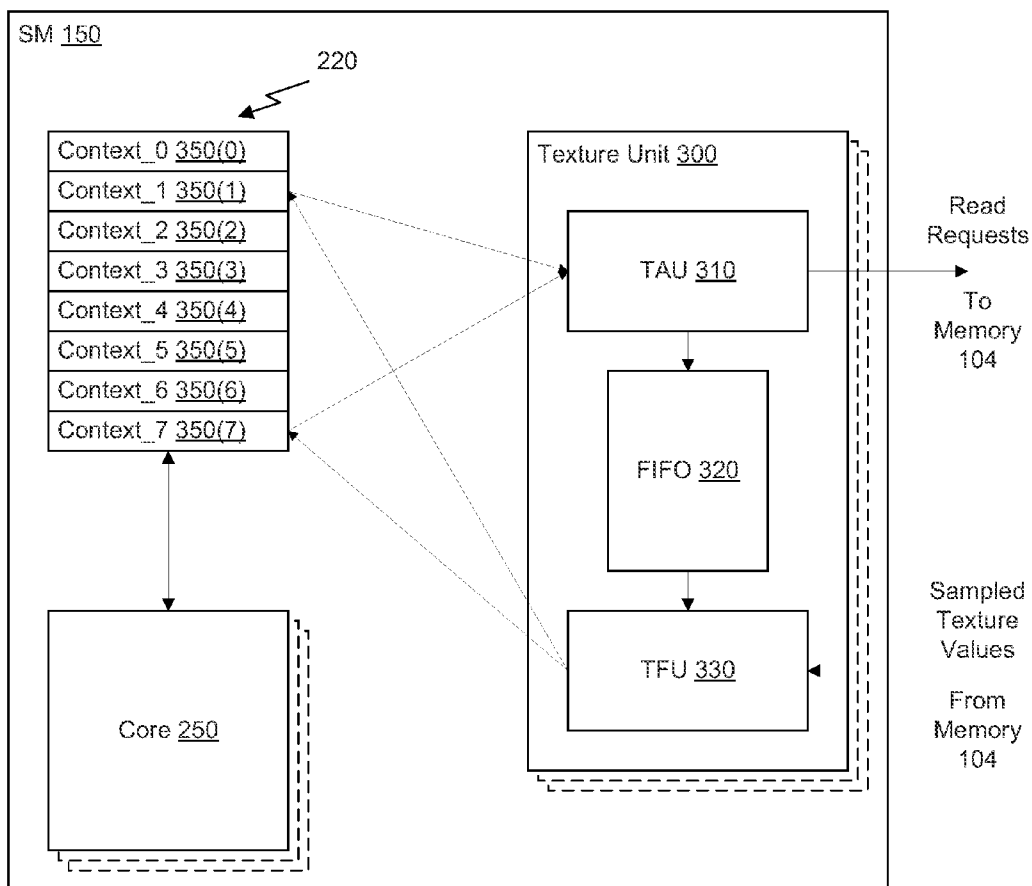 SM 150
220
Context_0 350(0)
Context_1 350(1)
Context_2 350(2)
Context_3 350(3)
Context_4 350(4)
Context_5 350(5)
Context_6 350(6)
Context_7 350(7)
Core 250
Texture Unit 300
TAU 310
FIFO 320
TFU 330
Read
Requests
To
Memory
104
Sampled
Texture
Values
From
Memory
104